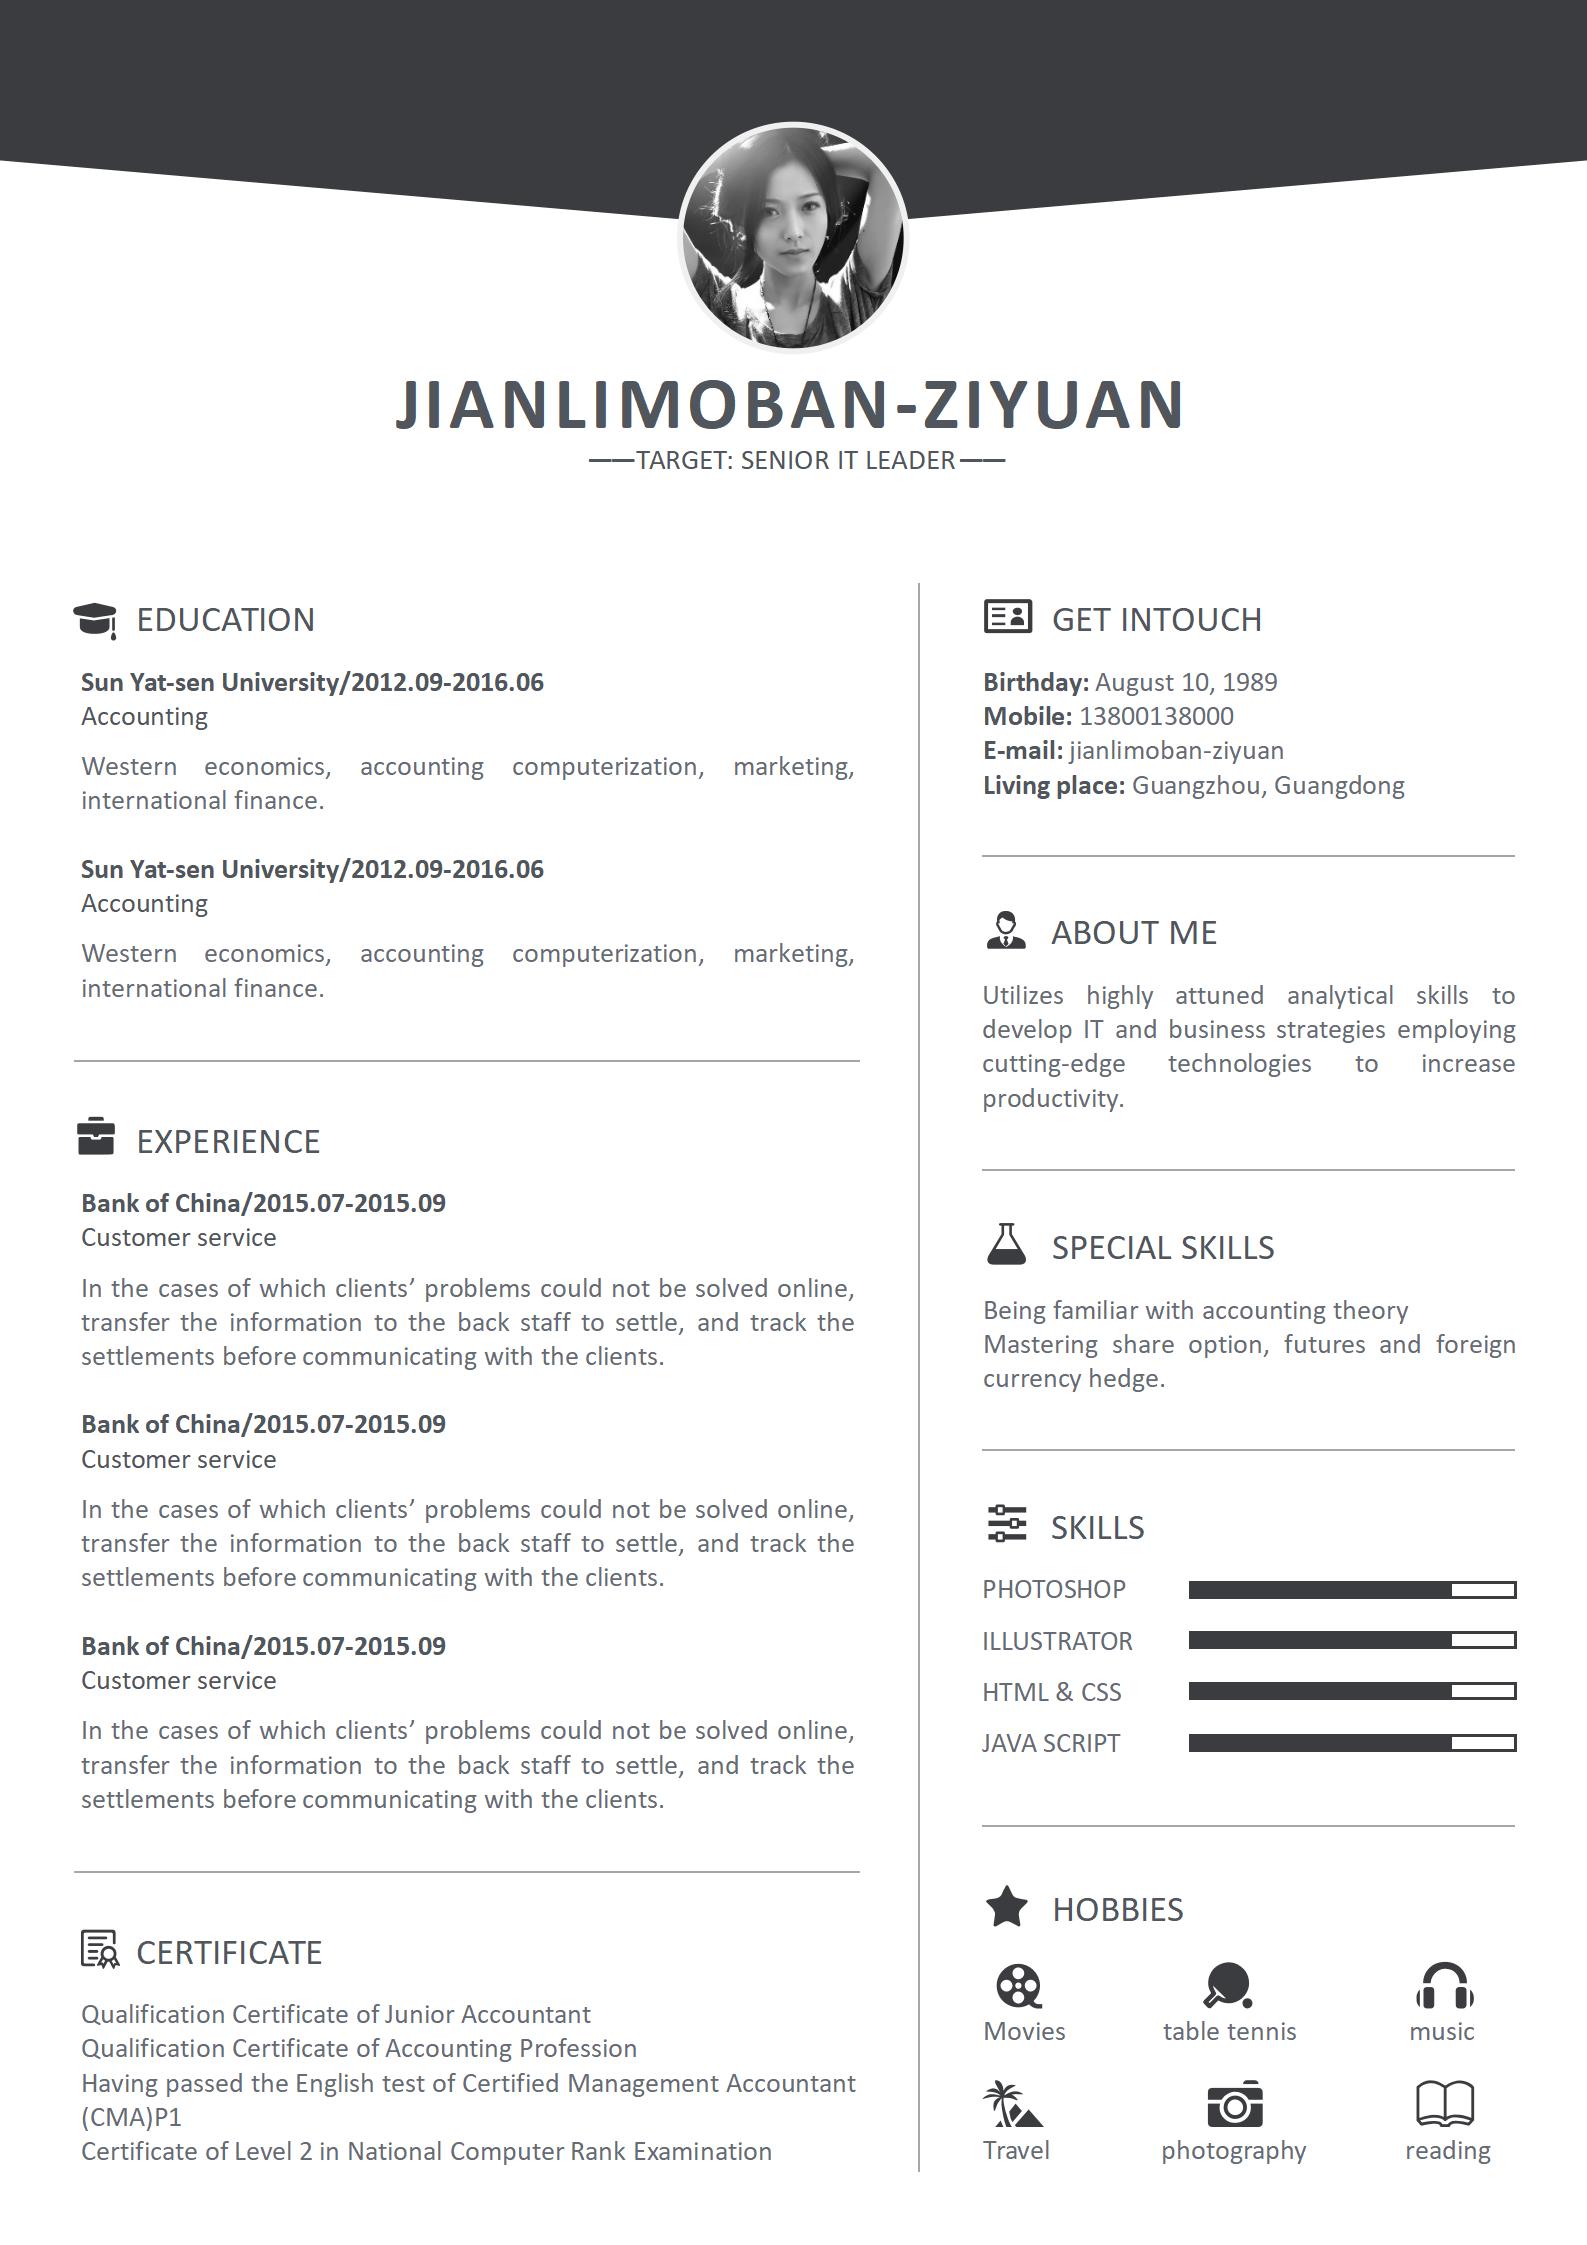 JIANLIMOBAN-ZIYUAN
——TARGET: SENIOR IT LEADER——
EDUCATION
Sun Yat-sen University/2012.09-2016.06
Accounting
Western economics, accounting computerization, marketing,
international finance.
Sun Yat-sen University/2012.09-2016.06
Accounting
Western economics, accounting computerization, marketing,
international finance.
EXPERIENCE
Bank of China/2015.07-2015.09
Customer service
In the cases of which clients’ problems could not be solved online,
transfer the information to the back staff to settle, and track the
settlements before communicating with the clients.
Bank of China/2015.07-2015.09
Customer service
In the cases of which clients’ problems could not be solved online,
transfer the information to the back staff to settle, and track the
settlements before communicating with the clients.
Bank of China/2015.07-2015.09
Customer service
In the cases of which clients’ problems could not be solved online,
transfer the information to the back staff to settle, and track the
settlements before communicating with the clients.
CERTIFICATE
Qualification Certificate of Junior Accountant
Qualification Certificate of Accounting Profession
Having passed the English test of Certified Management Accountant
(CMA)P1
Certificate of Level 2 in National Computer Rank Examination
GET INTOUCH
Birthday: August 10, 1989
Mobile: 13800138000
E-mail: jianlimoban-ziyuan
Living place: Guangzhou, Guangdong
ABOUT ME
Utilizes highly attuned analytical skills to
develop IT and business strategies employing
cutting-edge technologies to increase
productivity.
SPECIAL SKILLS
Being familiar with accounting theory
Mastering share option, futures and foreign
currency hedge.
SKILLS
PHOTOSHOP
ILLUSTRATOR
HTML & CSS
JAVA SCRIPT
HOBBIES
Movies table tennis music
Travel photography reading